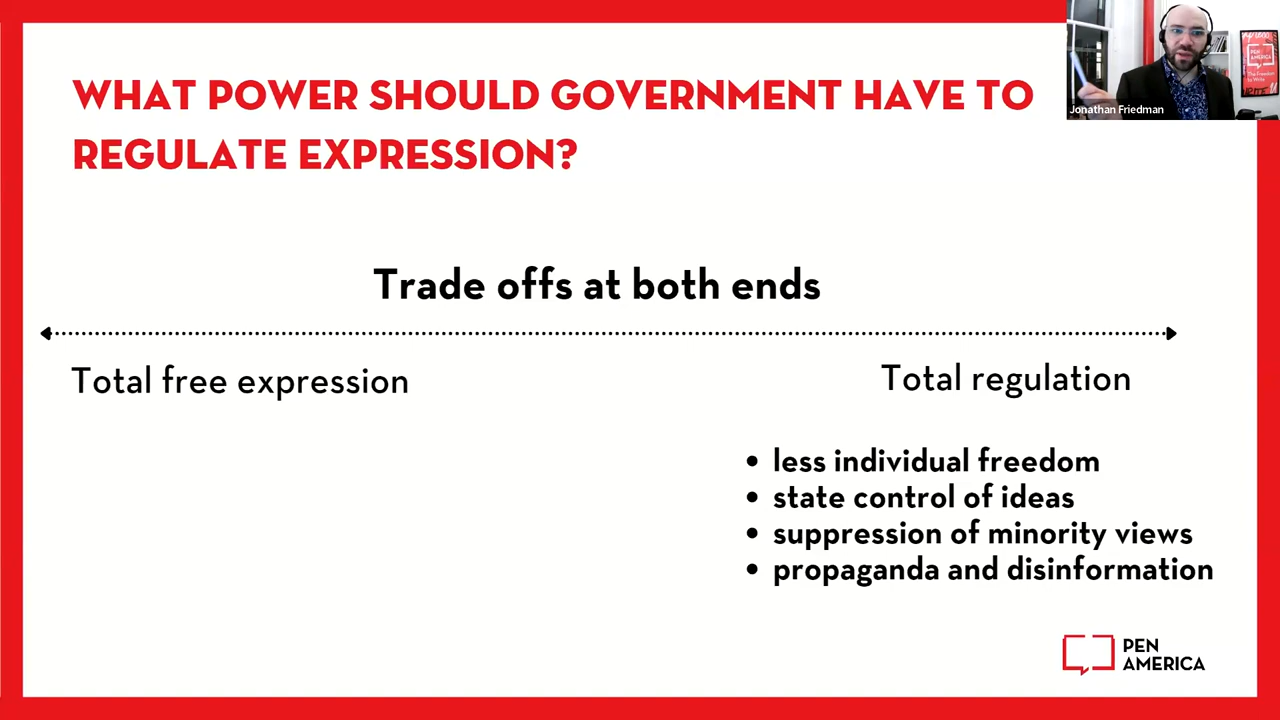 WHAT POWER SHOULD GOVERNMENT HAVE TO
REGULATE EXPRESSION?
Jonathan Friedman
Trade offs at both ends
Total free expression
Total regulation
• less individual freedom
• state control of ideas
• suppression of minority views
• propaganda and disinformation
PEN
AMERICA